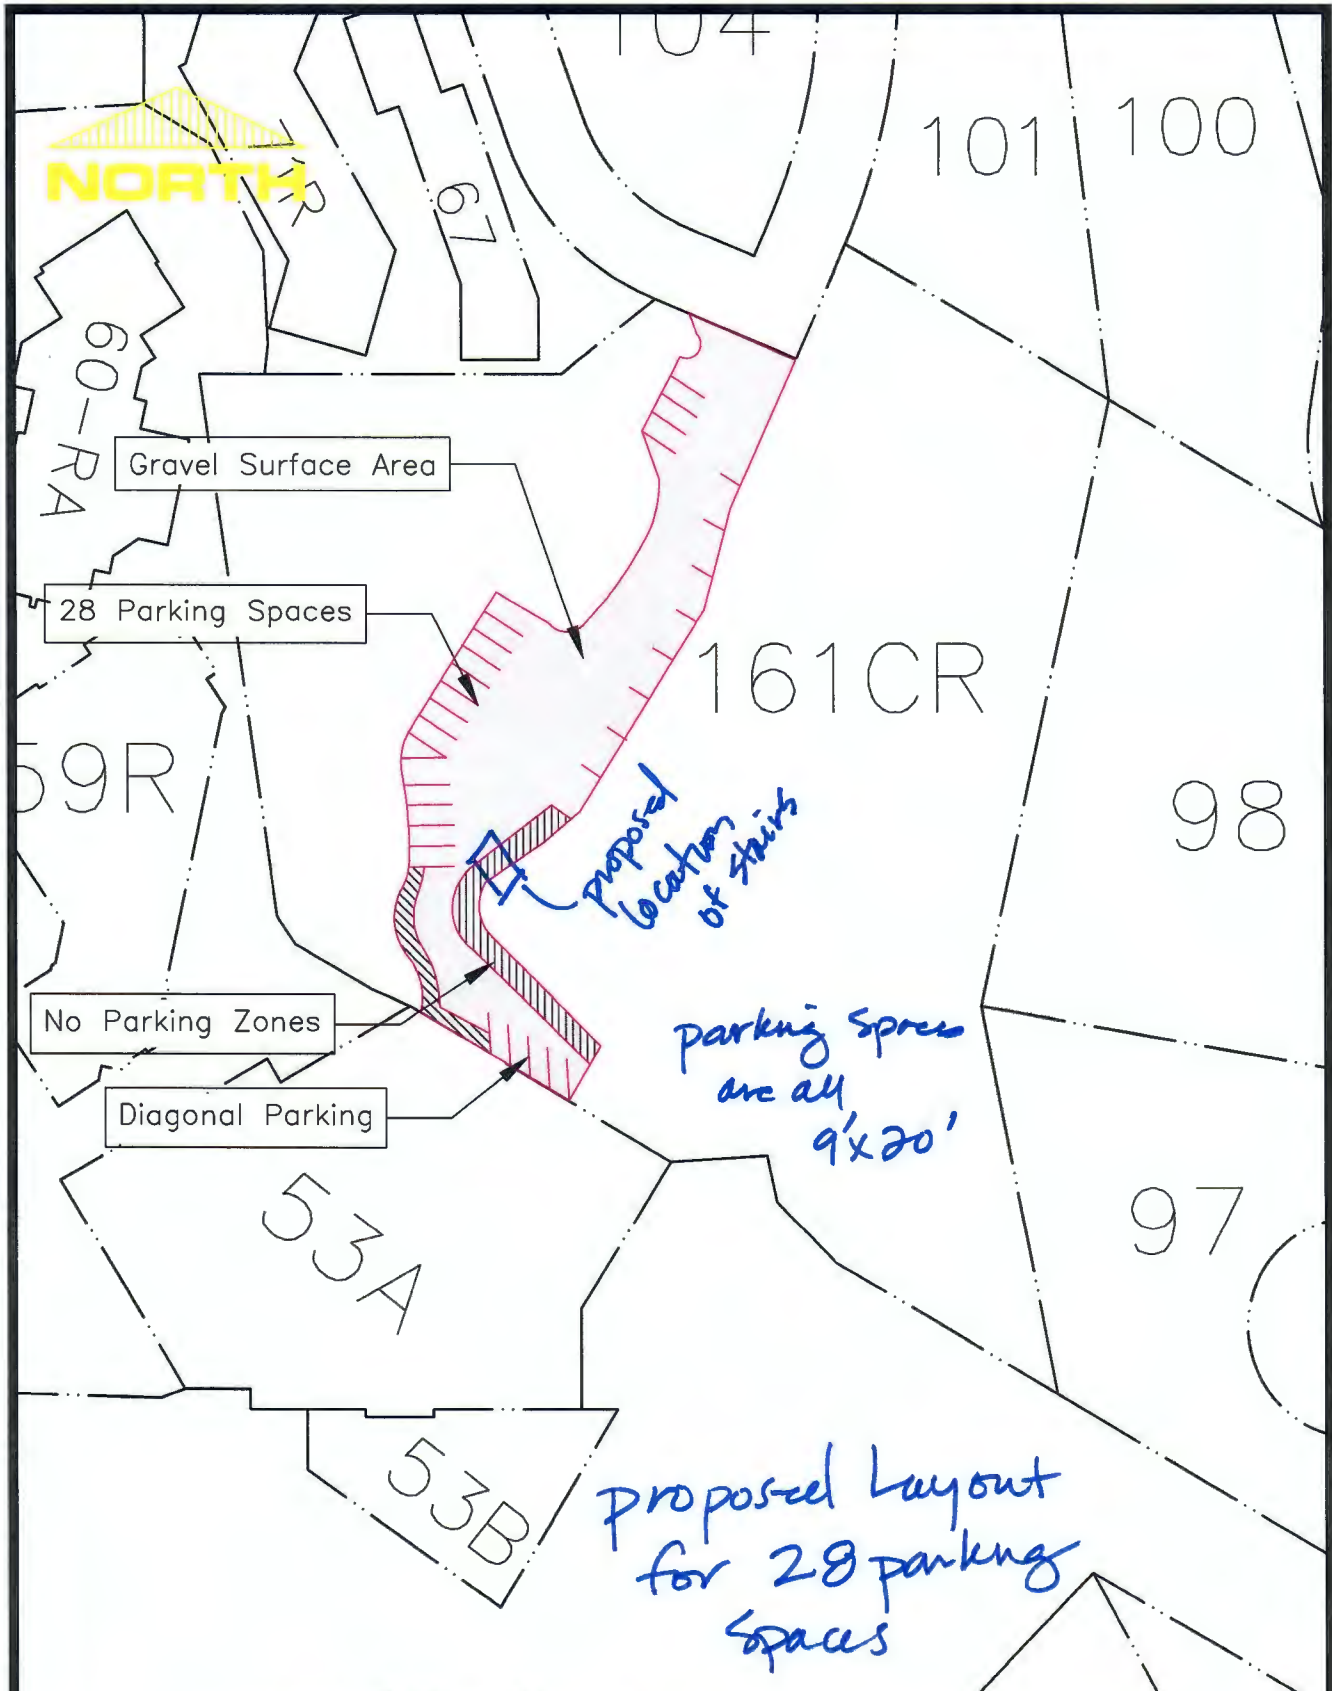 104
101
100
NORTH
67
60-RA
Gravel Surface Area
28 Parking Spaces
161CR
59R
98
proposed
location
of stairs
No Parking Zones
parking spaces
are all
9'x20'
Diagonal Parking
97
53A
53B
proposed Layout
for 28 parking
spaces